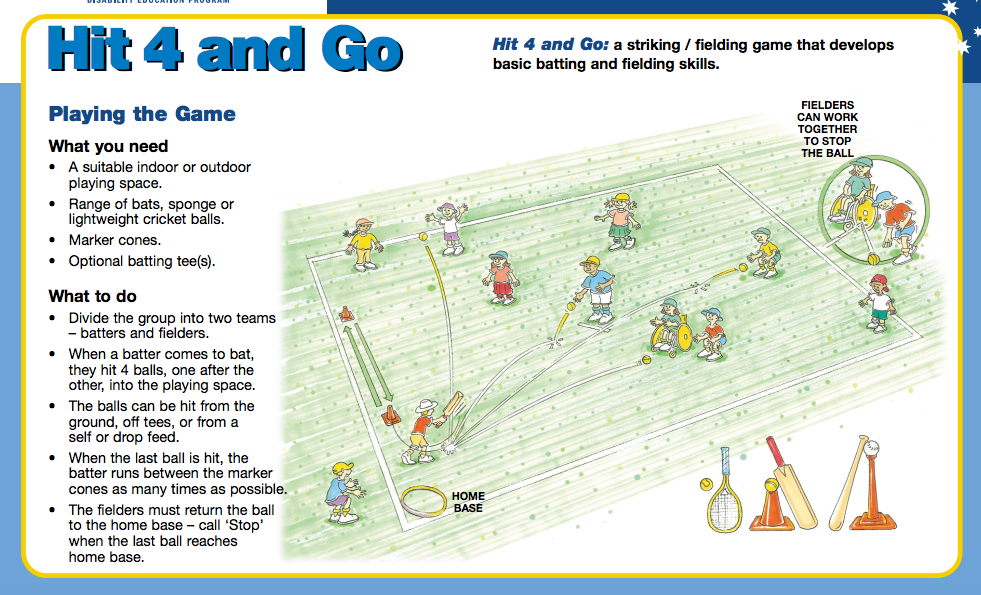 DISABILITY EDUCATION PROGRAM
Hit 4 and Go
Hit 4 and Go: a striking / fielding game that develops
basic batting and fielding skills.
Playing the Game
What you need
• A suitable indoor or outdoor
playing space.
• Range of bats, sponge or
lightweight cricket balls.
• Marker cones.
• Optional batting tee(s).
What to do
• Divide the group into two teams
– batters and fielders.
• When a batter comes to bat,
they hit 4 balls, one after the
other, into the playing space.
• The balls can be hit from the
ground, off tees, or from a
self or drop feed.
• When the last ball is hit, the
batter runs between the marker
cones as many times as possible.
• The fielders must return the ball
to the home base – call ‘Stop’
when the last ball reaches
home base.
FIELDERS
CAN WORK
TOGETHER
TO STOP
THE BALL
HOME
BASE